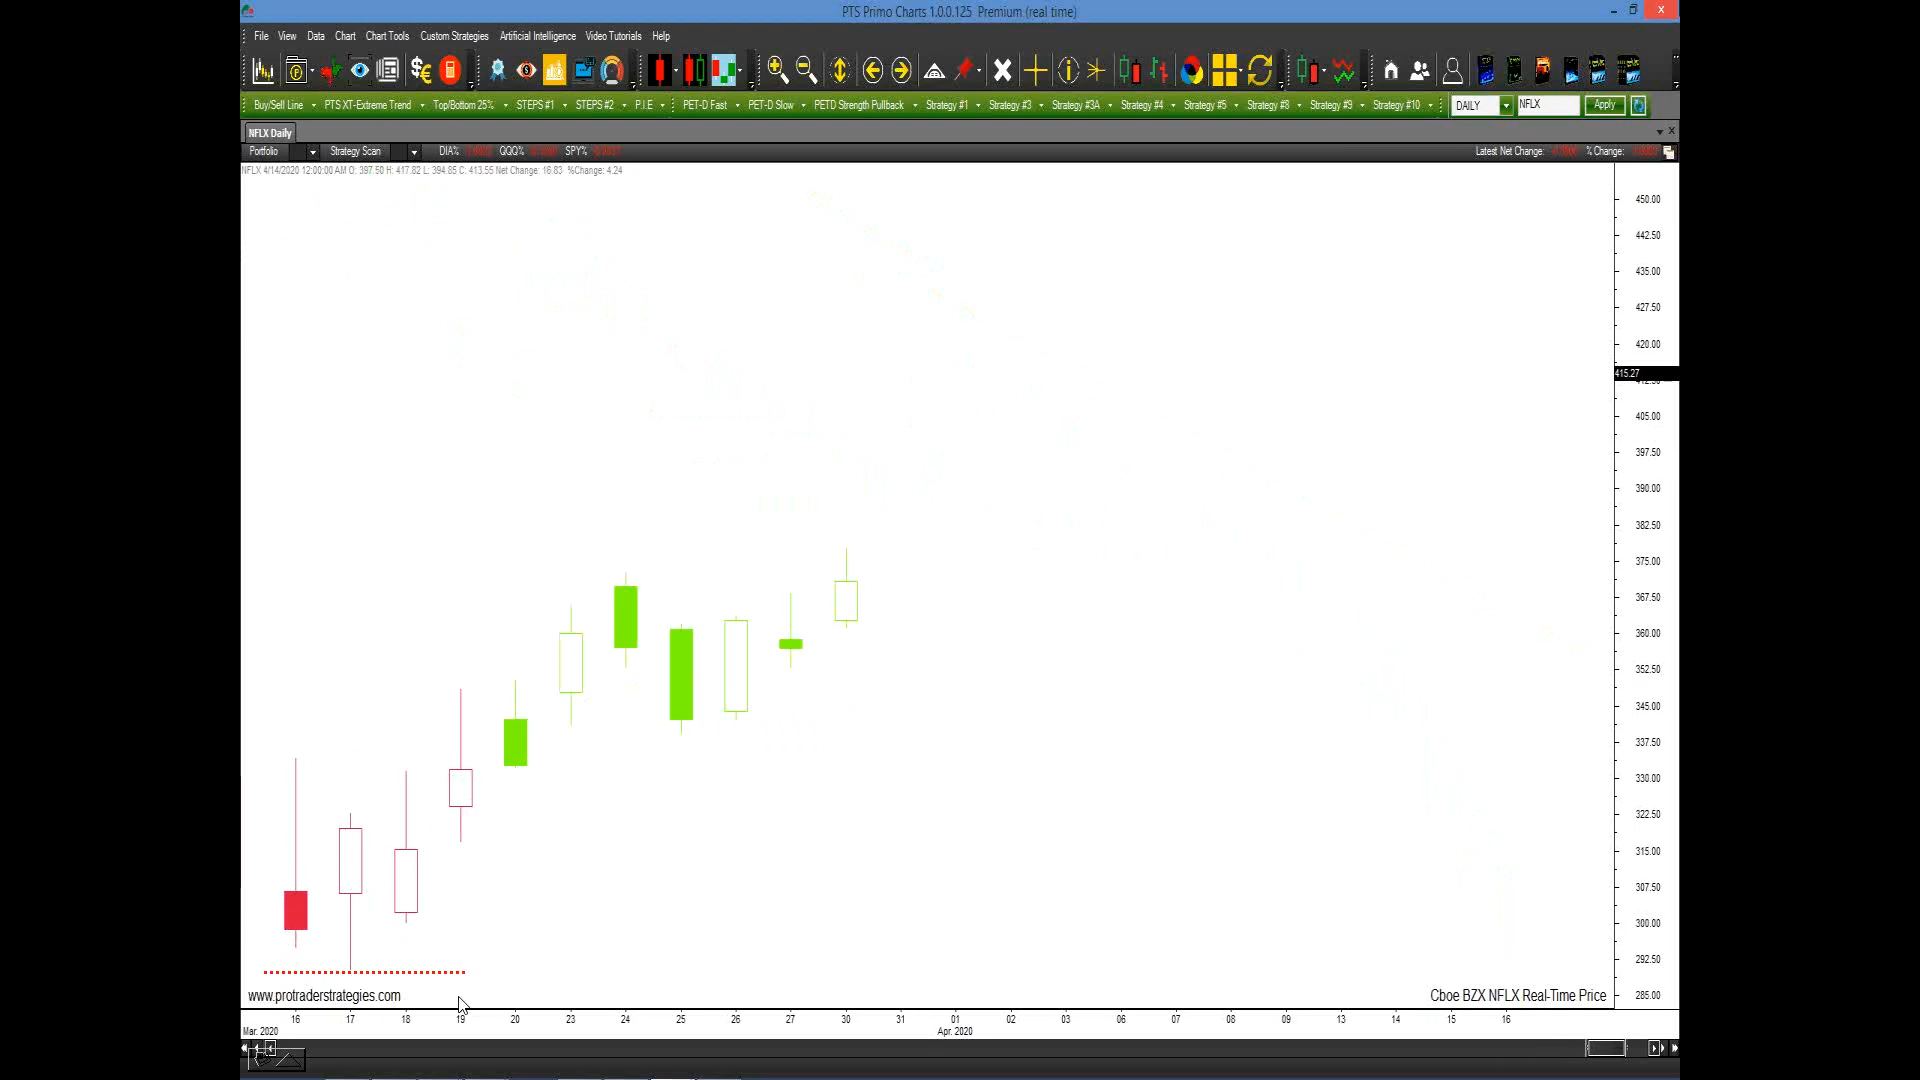 PTS Primo Charts 1.0.0.125 Premium (real time)
File View Data Chart Chart Tools Custom Strategies Artificial Intelligence Video Tutorials Help
Buy/Sell Line PTS XT-Extreme Trend Top/Bottom 25% STEPS #1 STEPS #2 P.I.E PET-D Fast PET-D Slow PETD Strength Pullback Strategy #1 Strategy #3 Strategy #3A Strategy #4 Strategy #5 Strategy #8 Strategy #9 Strategy #10 DAILY NFLX Apply
NFLX Daily
Portfolio Strategy Scan DIA% QQQ% SPY% Latest Net Change: % Change:
NFLX 4/14/2020 12:00:00 AM O: 397.50 H: 417.82 L: 394.85 C: 413.55 Net Change: 16.83 %Change: 4.24
450.00
442.50
435.00
427.50
420.00
415.27
405.00
397.50
390.00
382.50
375.00
367.50
360.00
352.50
345.00
337.50
330.00
322.50
315.00
307.50
300.00
292.50
285.00
www.protraderstrategies.com Cboe BZX NFLX Real-Time Price
16 17 18 19 20 23 24 25 26 27 30 31 01 02 03 06 07 08 09 13 14 15 16
Mar. 2020 Apr. 2020